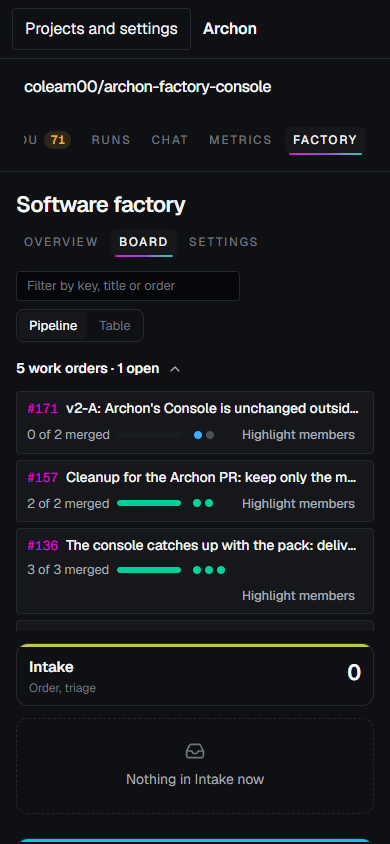 Projects and settings Archon
coleam00/archon-factory-console
OU 71 RUNS CHAT METRICS FACTORY
Software factory
OVERVIEW BOARD SETTINGS
Filter by key, title or order
Pipeline Table
5 work orders · 1 open
#171 v2-A: Archon's Console is unchanged outsid...
0 of 2 merged Highlight members
#157 Cleanup for the Archon PR: keep only the m...
2 of 2 merged Highlight members
#136 The console catches up with the pack: deliv...
3 of 3 merged
Highlight members
Intake 0
Order, triage
Nothing in Intake now